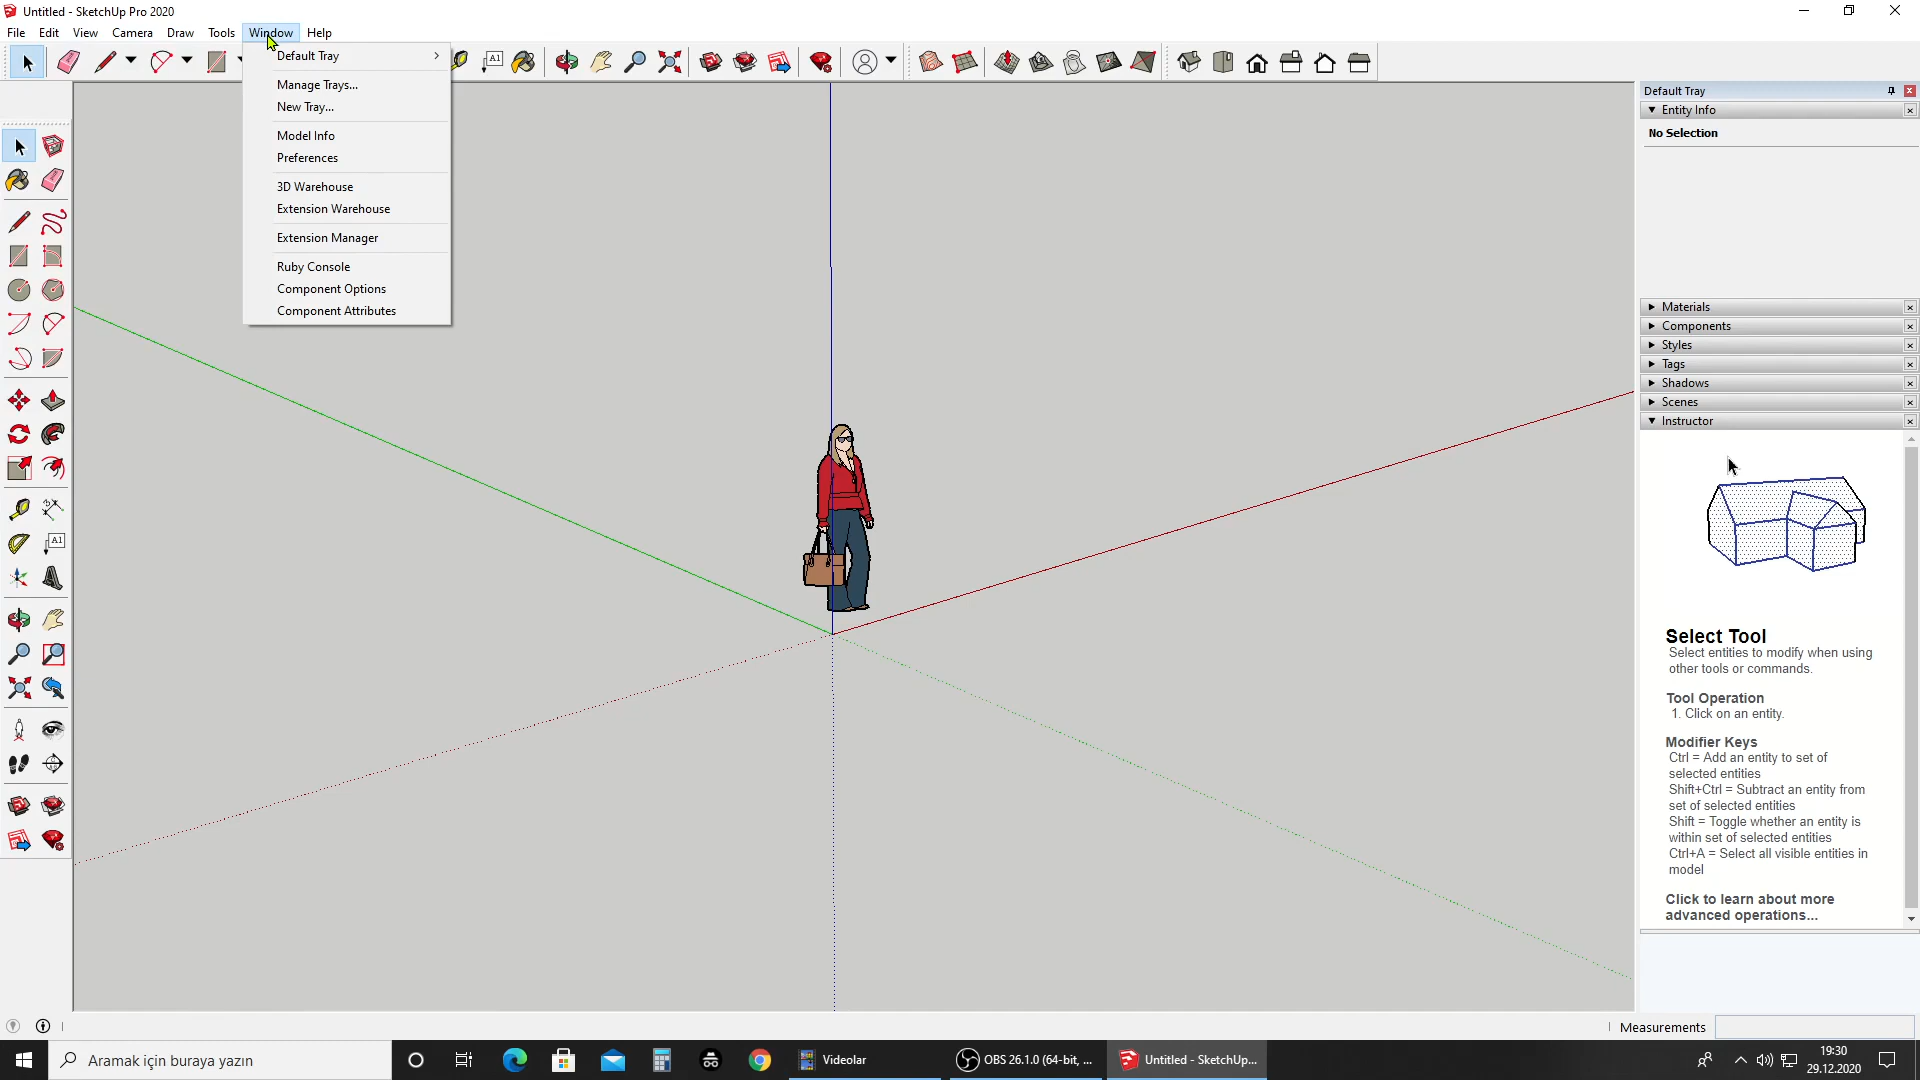 Untitled - SketchUp Pro 2020
File Edit View Camera Draw Tools Window Help
Default Tray
Manage Trays...
New Tray...
Model Info
Preferences
3D Warehouse
Extension Warehouse
Extension Manager
Ruby Console
Component Options
Component Attributes
A1
A1
Default Tray
Entity Info
No Selection
Materials
Components
Styles
Tags
Shadows
Scenes
Instructor
Select Tool
Select entities to modify when using
other tools or commands.
Tool Operation
1. Click on an entity.
Modifier Keys
Ctrl = Add an entity to set of
selected entities
Shift+Ctrl = Subtract an entity from
set of selected entities
Shift = Toggle whether an entity is
within set of selected entities
Ctrl+A = Select all visible entities in
model
Click to learn about more
advanced operations...
Measurements
Aramak için buraya yazın
Videolar
OBS 26.1.0 (64-bit, ...
Untitled - SketchUp...
19:30
29.12.2020